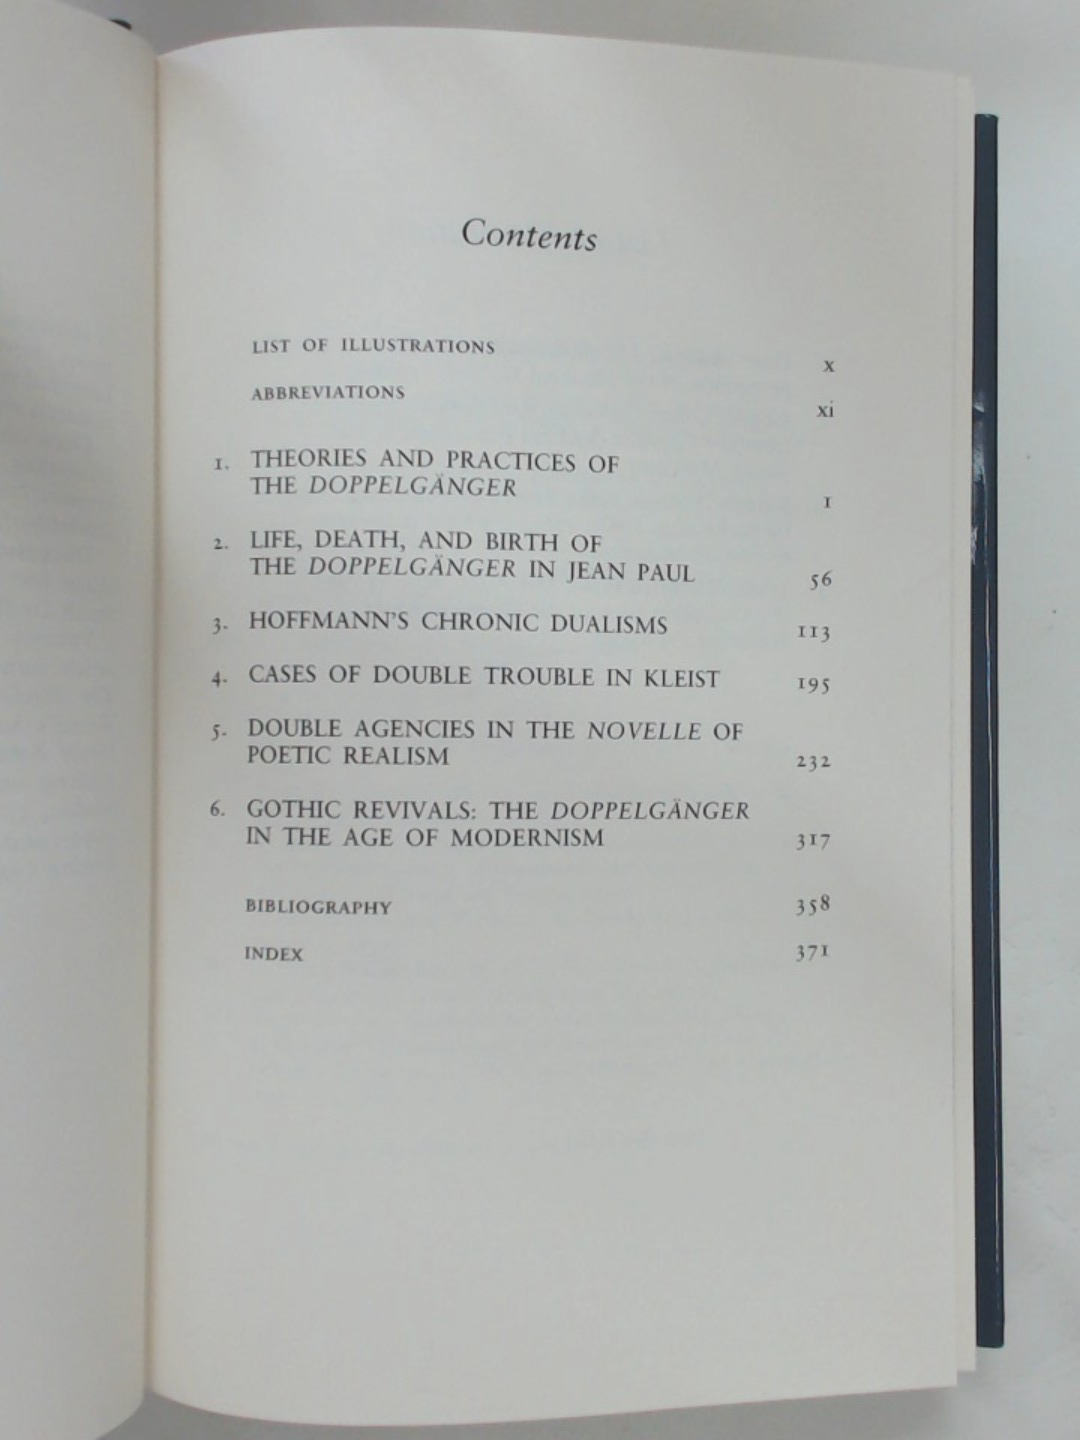 Contents
LIST OF ILLUSTRATIONS x
ABBREVIATIONS xi
1. THEORIES AND PRACTICES OF
THE DOPPELGÄNGER 1
2. LIFE, DEATH, AND BIRTH OF
THE DOPPELGÄNGER IN JEAN PAUL 56
3. HOFFMANN'S CHRONIC DUALISMS 113
4. CASES OF DOUBLE TROUBLE IN KLEIST 195
5. DOUBLE AGENCIES IN THE NOVELLE OF
POETIC REALISM 232
6. GOTHIC REVIVALS: THE DOPPELGÄNGER
IN THE AGE OF MODERNISM 317
BIBLIOGRAPHY 358
INDEX 371